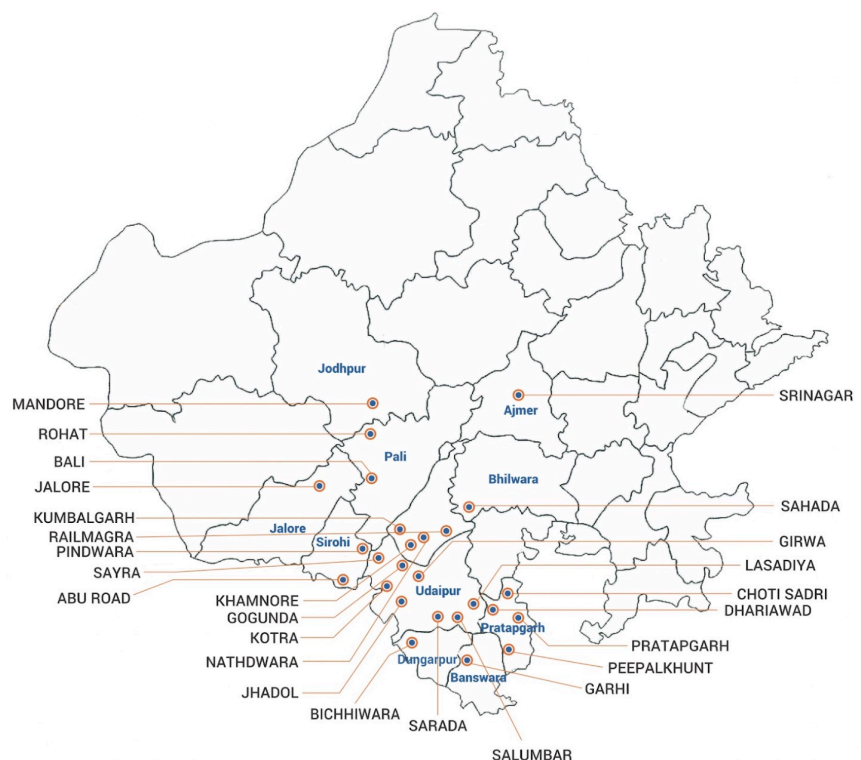 Jodhpur
MANDORE
SRINAGAR
Ajmer
ROHAT
Pali
BALI
Bhilwara
JALORE
SAHADA
KUMBALGARH
Jalore
RAILMAGRA
Sirohi
GIRWA
PINDWARA
LASADIYA
SAYRA
Udaipur
CHOTI SADRI
ABU ROAD
KHAMNORE
DHARIAWAD
GOGUNDA
Pratapgarh
KOTRA
PRATAPGARH
NATHDWARA
Dungarpur
PEEPALKHUNT
Banswara
JHADOL
GARHI
BICHHIWARA
SARADA
SALUMBAR